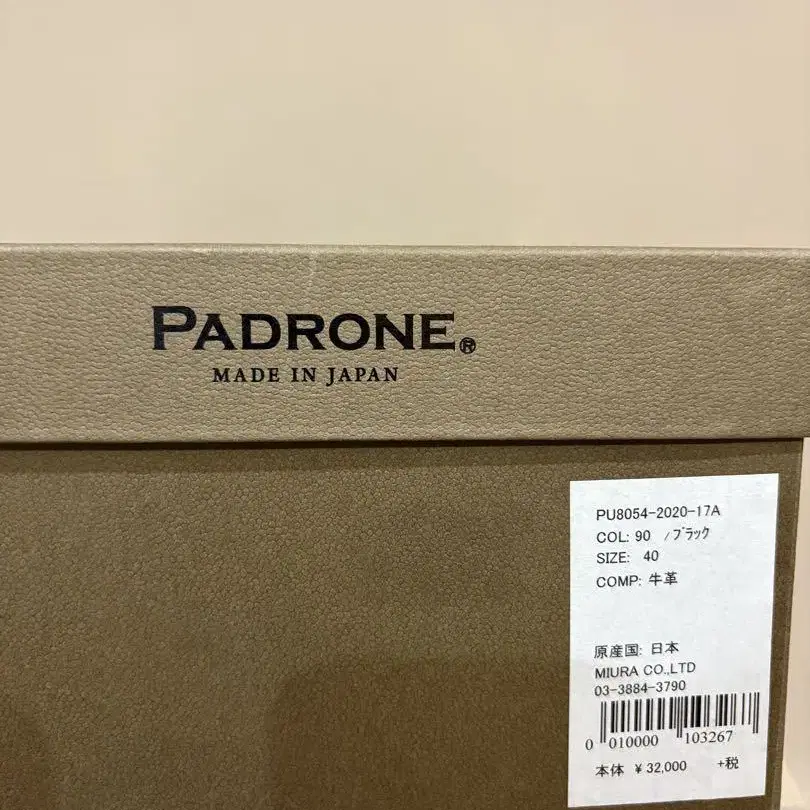 PADRONE®
MADE IN JAPAN
PU8054-2020-17A
COL: 90 /ﾌﾞﾗｯｸ
SIZE: 40
COMP: 牛革
原産国: 日本
MIURA CO.,LTD
03-3884-3790
0 010000 103267
本体 ¥32,000 +税